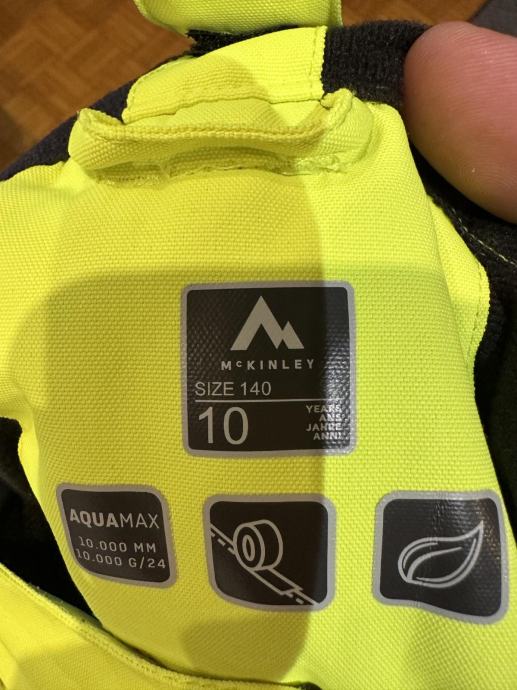 McKINLEY
SIZE 140
10
YEARS
ANS
JAHRE
ANNI
AQUAMAX
10.000 MM
10.000 G/24